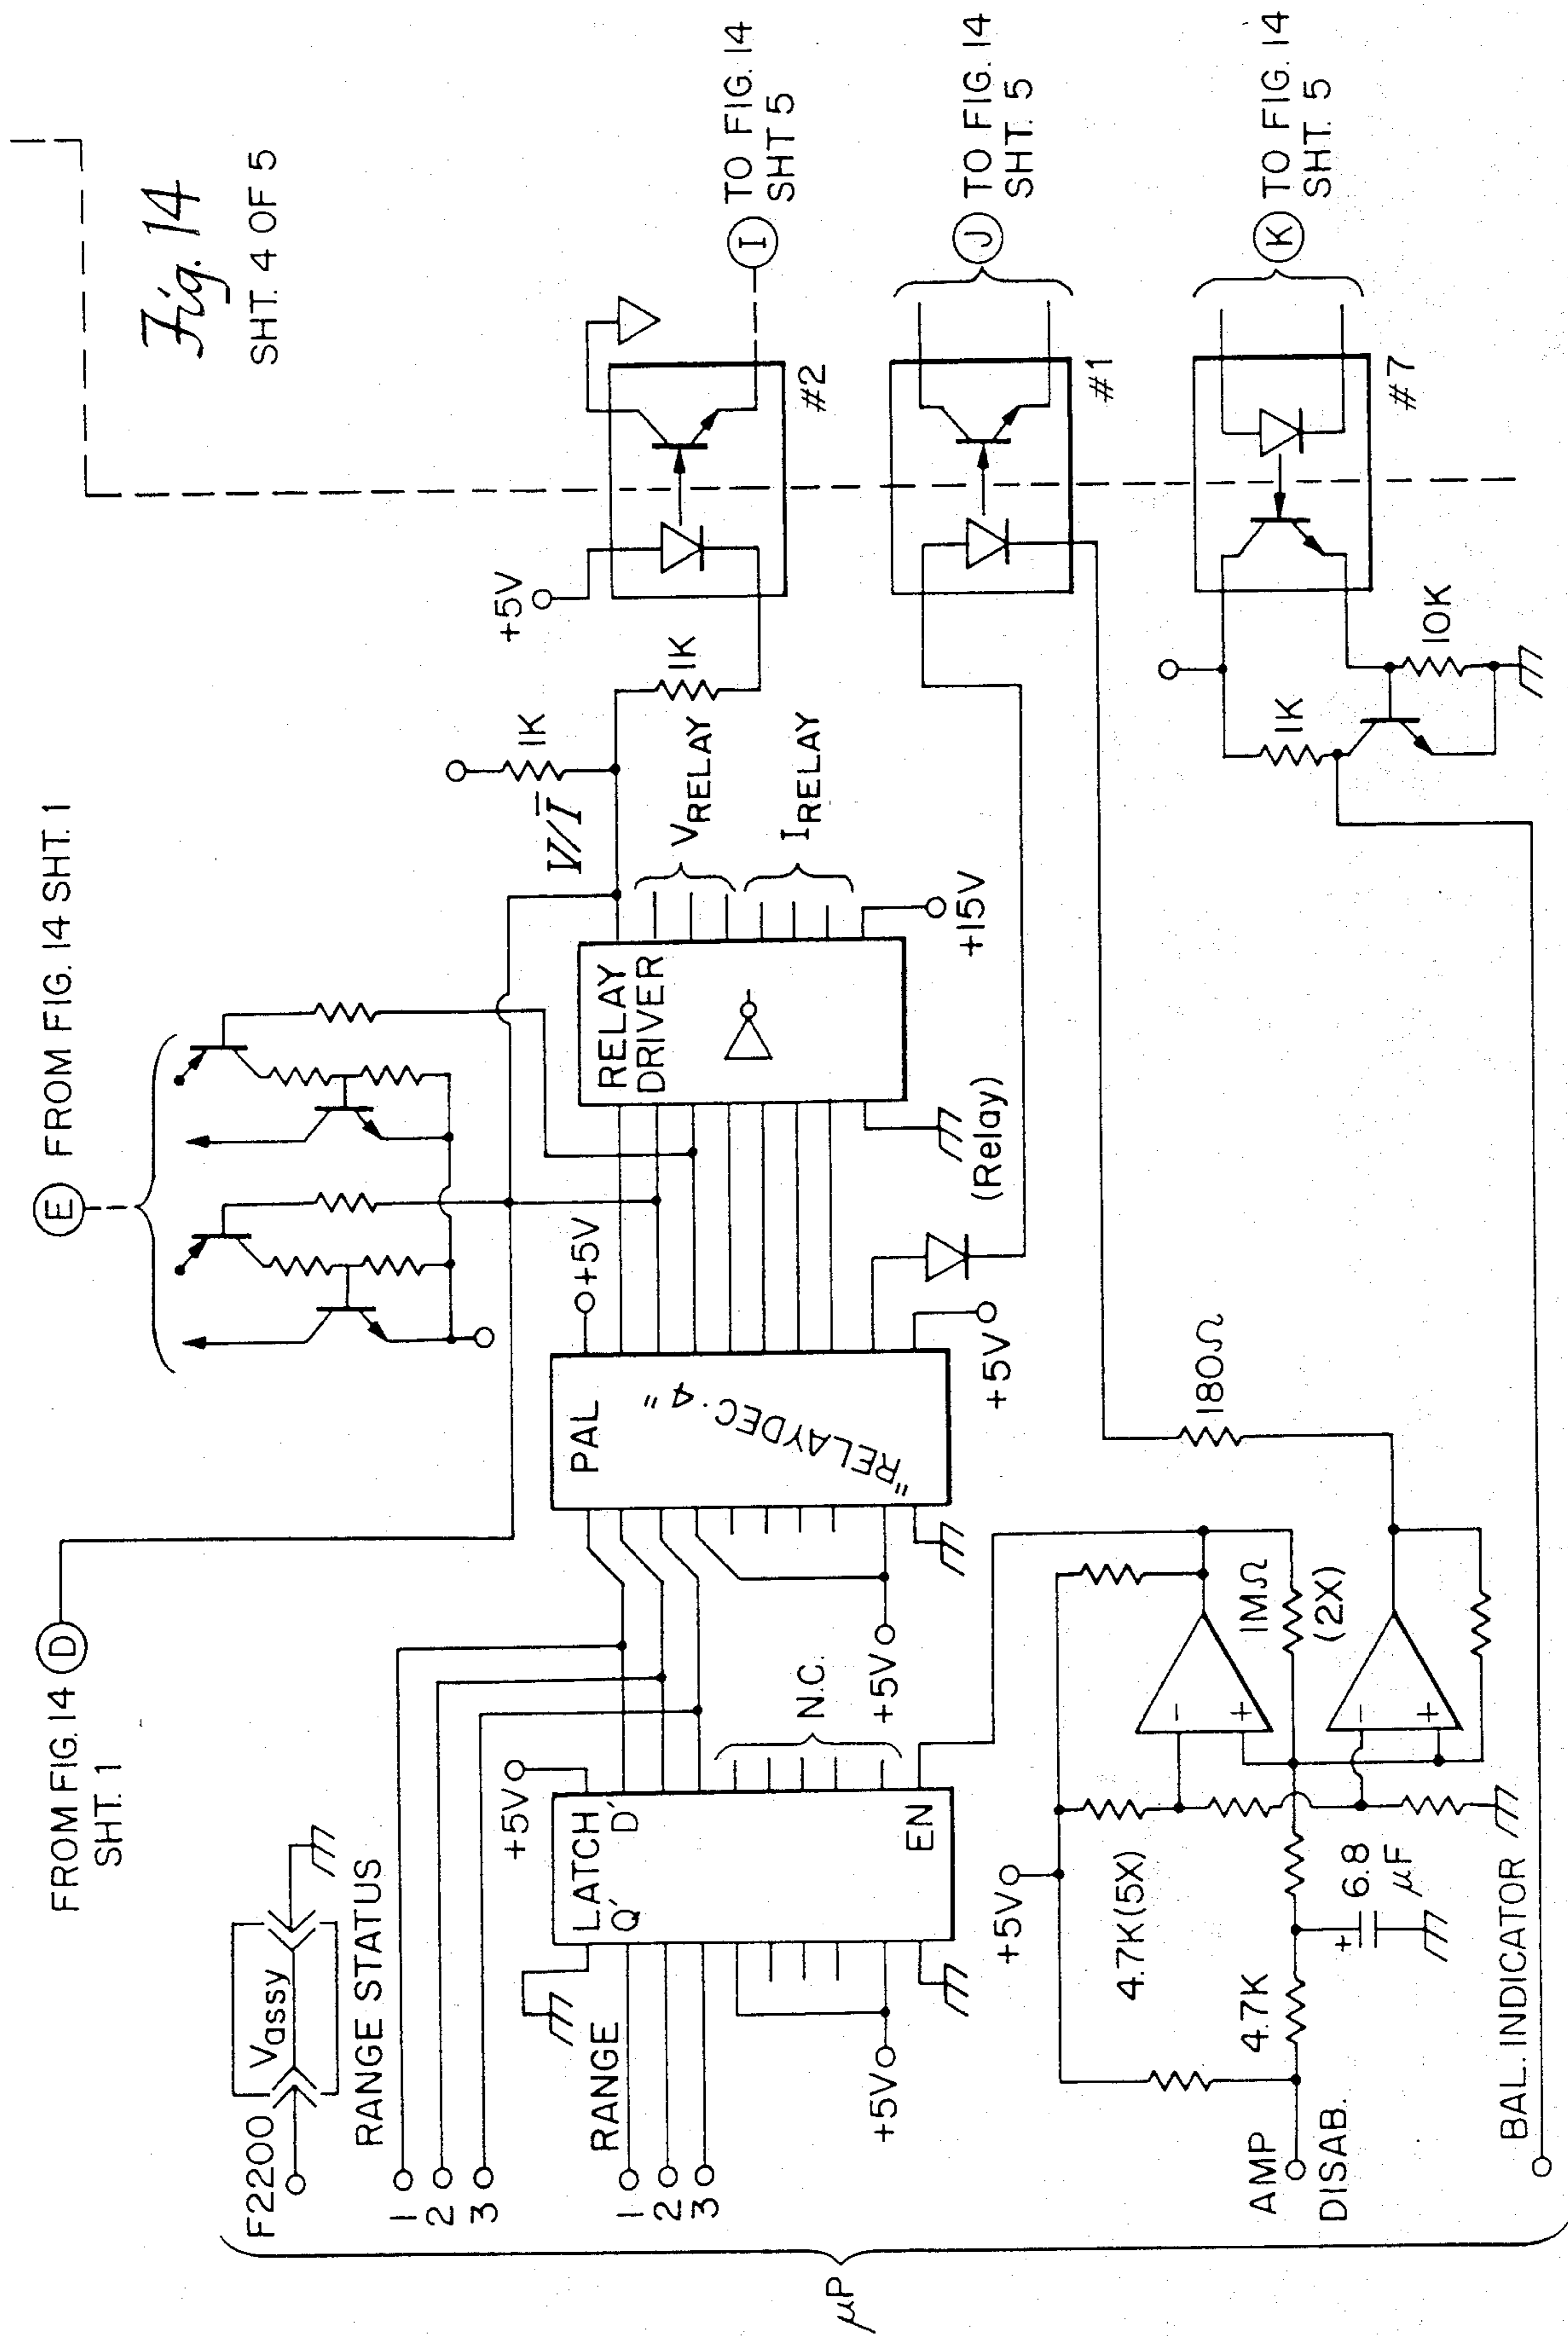 Fig. 14
SHT. 4 OF 5
FROM FIG. 14 D
SHT. 1
E FROM FIG. 14 SHT. 1
F2200
Vassy
RANGE STATUS
1
2
3
+5V
LATCH
Q'
D'
EN
RANGE
1
2
3
+5V
N.C.
+5V
PAL
"RELAYDEC.4"
+5V
+5V
RELAY
DRIVER
(Relay)
+15V
V/I̅
VRELAY
IRELAY
1K
1K
+5V
#2
I TO FIG. 14
SHT 5
#1
J TO FIG. 14
SHT. 5
#7
K TO FIG. 14
SHT. 5
1K
10K
180Ω
+5V
4.7K(5X)
4.7K
-
+
1MΩ
(2X)
-
+
+
6.8
μF
AMP
DISAB.
BAL. INDICATOR
μP